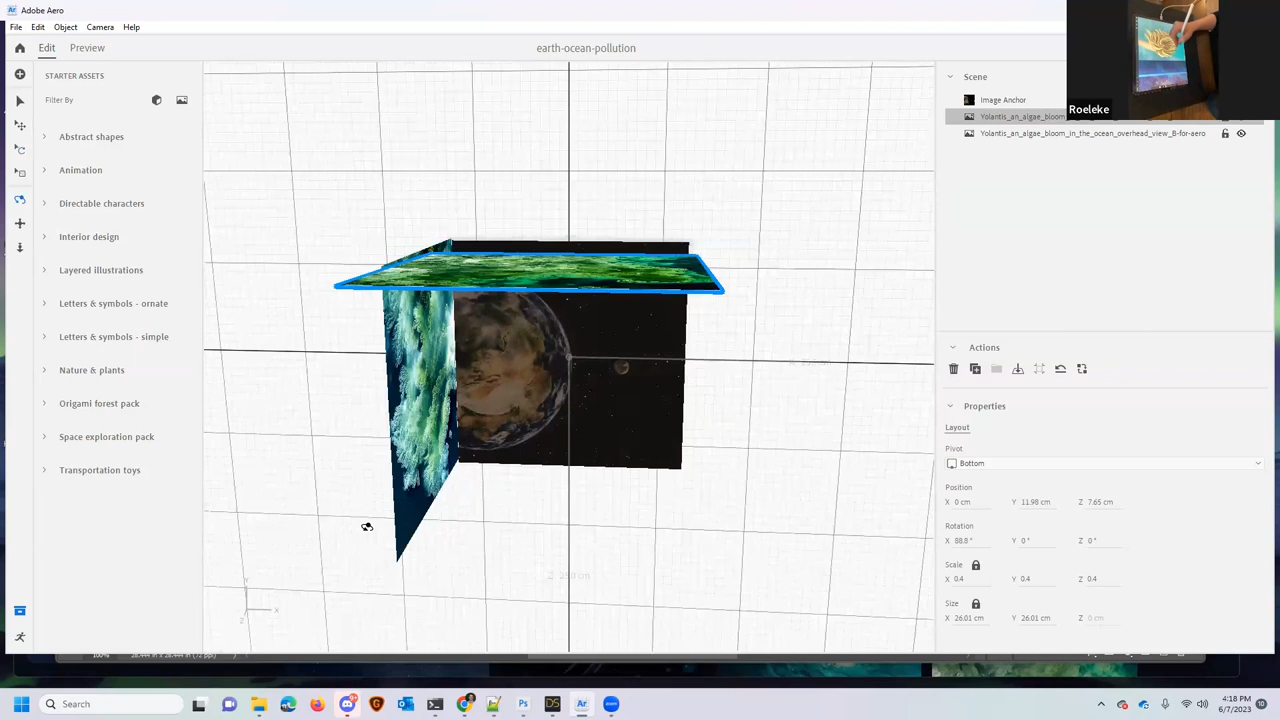 Adobe Aero
File Edit Object Camera Help
Edit Preview earth-ocean-pollution
STARTER ASSETS
Filter By
Abstract shapes
Animation
Directable characters
Interior design
Layered illustrations
Letters & symbols - ornate
Letters & symbols - simple
Nature & plants
Origami forest pack
Space exploration pack
Transportation toys
Y
X
Z
Scene
Image Anchor
Yolantis_an_algae_bloom
Yolantis_an_algae_bloom_in_the_ocean_overhead_view_B-for-aero
Roeleke
Actions
Properties
Layout
Pivot
Bottom
Position
X 0 cm Y 11.98 cm Z 7.65 cm
Rotation
X 88.8° Y 0° Z 0°
Scale
X 0.4 Y 0.4 Z 0.4
Size
X 26.01 cm Y 26.01 cm Z 0 cm
100%
Search
4:18 PM
6/7/2023